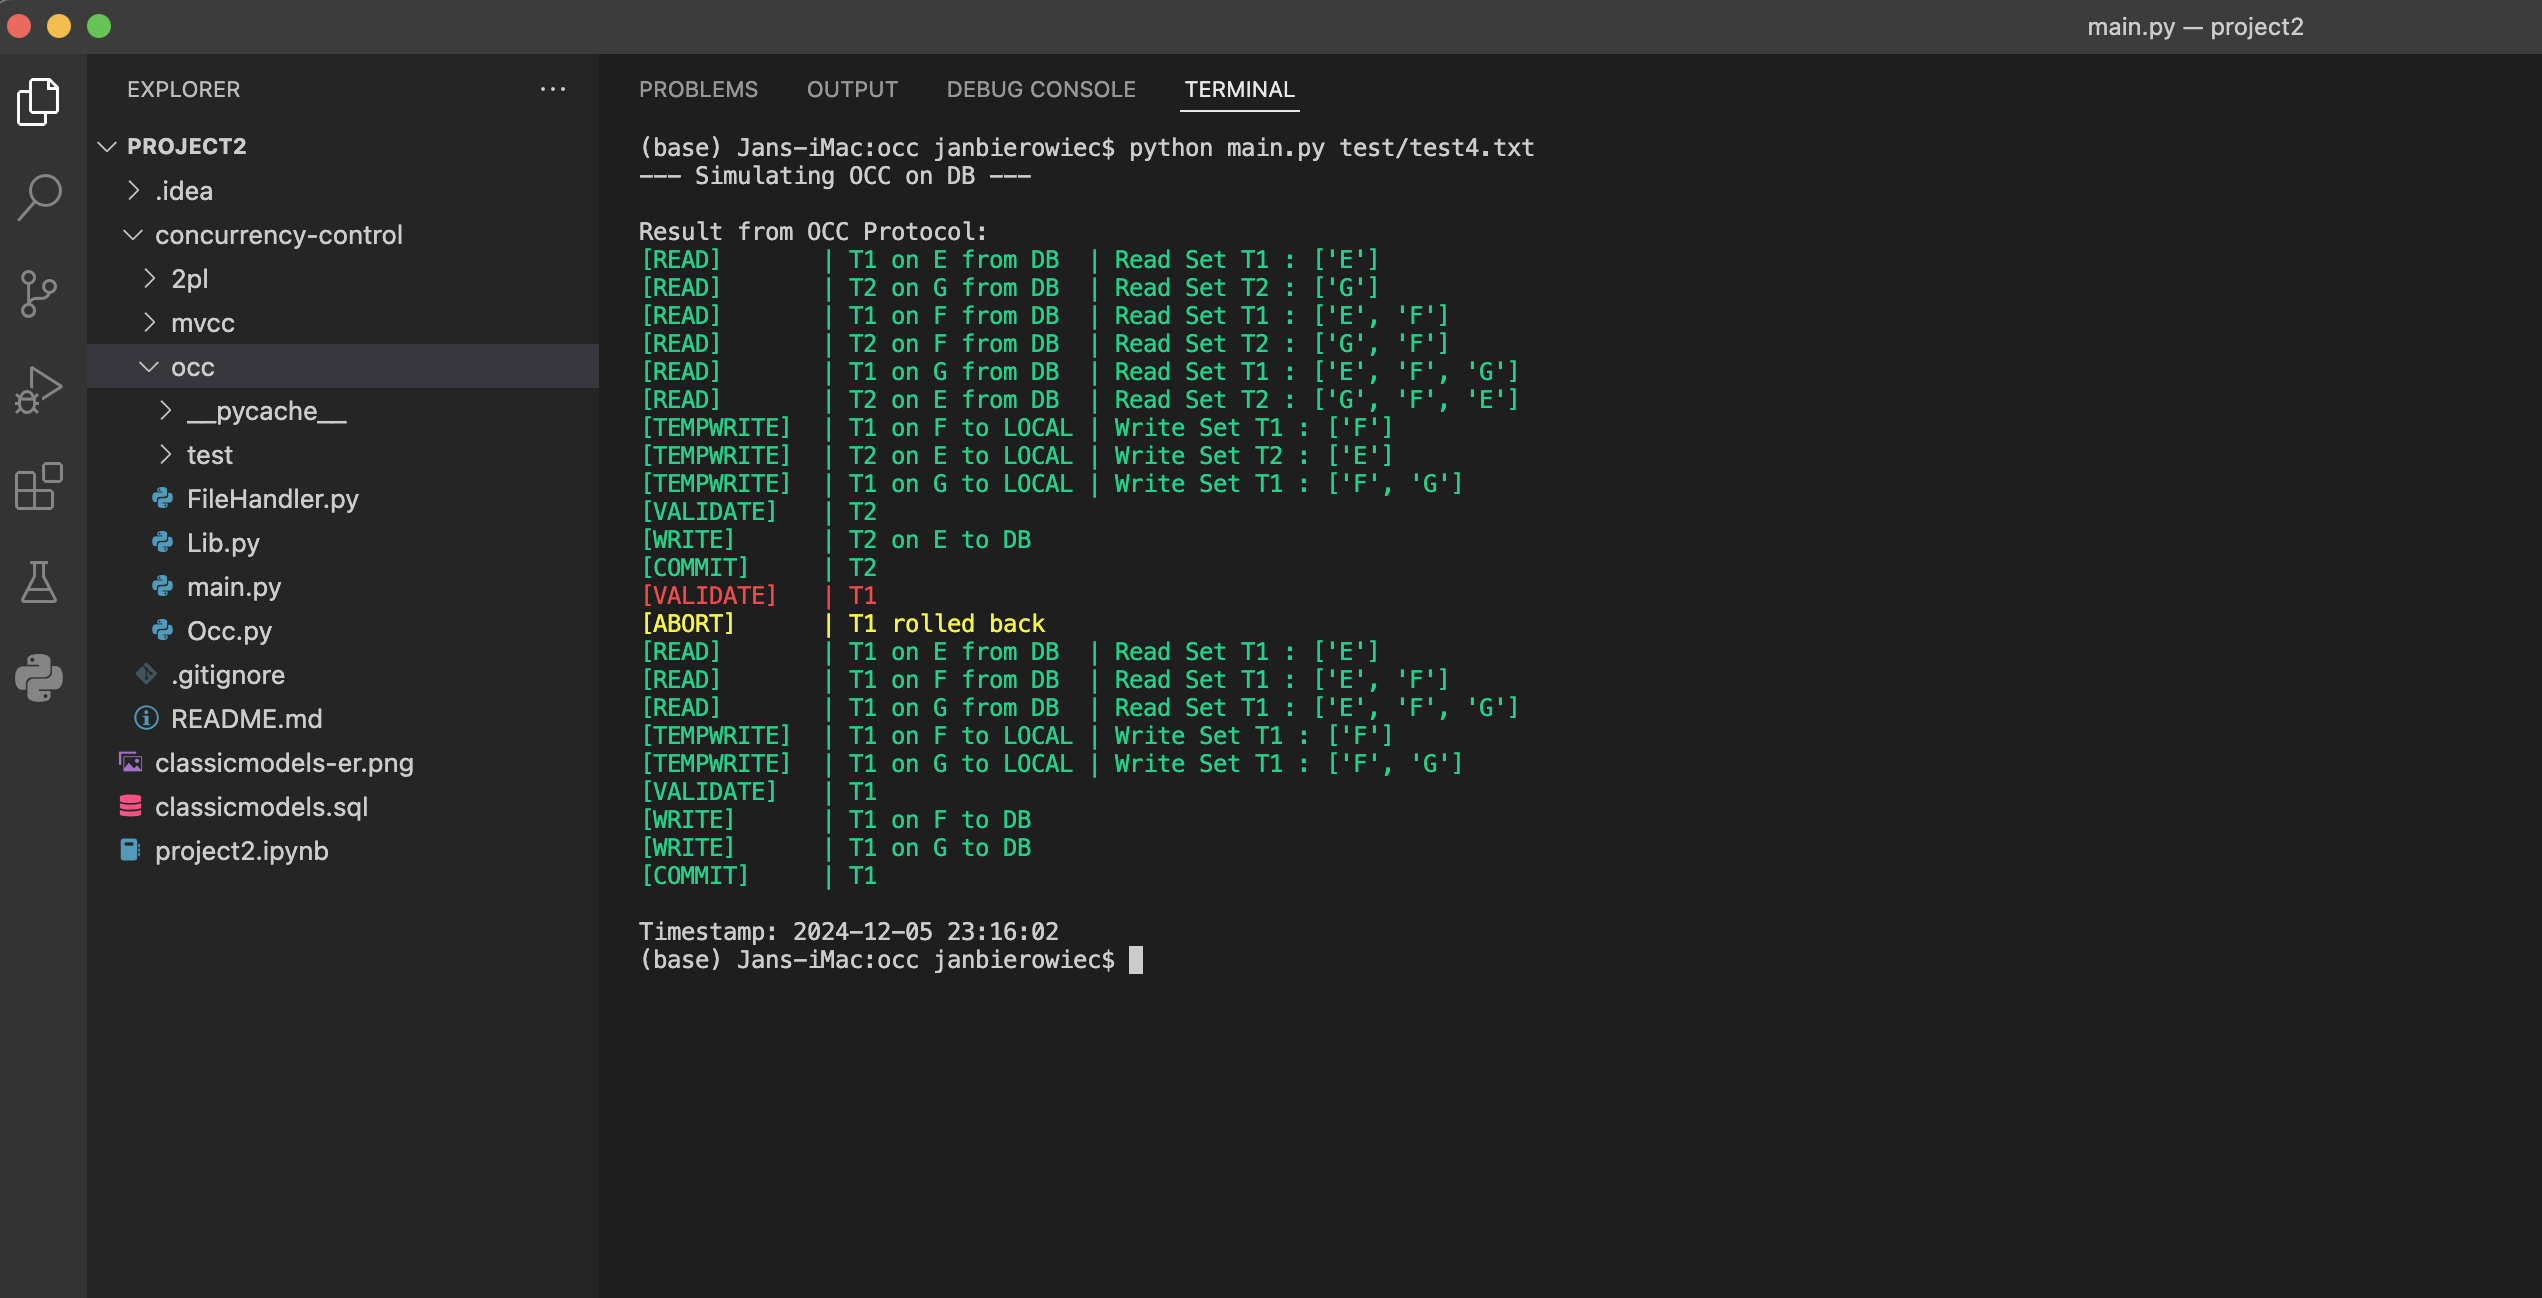 main.py — project2
EXPLORER
PROJECT2
.idea
concurrency-control
2pl
mvcc
occ
__pycache__
test
FileHandler.py
Lib.py
main.py
Occ.py
.gitignore
README.md
classicmodels-er.png
classicmodels.sql
project2.ipynb
PROBLEMS OUTPUT DEBUG CONSOLE TERMINAL
(base) Jans-iMac:occ janbierowiec$ python main.py test/test4.txt
--- Simulating OCC on DB ---
Result from OCC Protocol:
[READ] | T1 on E from DB | Read Set T1 : ['E']
[READ] | T2 on G from DB | Read Set T2 : ['G']
[READ] | T1 on F from DB | Read Set T1 : ['E', 'F']
[READ] | T2 on F from DB | Read Set T2 : ['G', 'F']
[READ] | T1 on G from DB | Read Set T1 : ['E', 'F', 'G']
[READ] | T2 on E from DB | Read Set T2 : ['G', 'F', 'E']
[TEMPWRITE] | T1 on F to LOCAL | Write Set T1 : ['F']
[TEMPWRITE] | T2 on E to LOCAL | Write Set T2 : ['E']
[TEMPWRITE] | T1 on G to LOCAL | Write Set T1 : ['F', 'G']
[VALIDATE] | T2
[WRITE] | T2 on E to DB
[COMMIT] | T2
[VALIDATE] | T1
[ABORT] | T1 rolled back
[READ] | T1 on E from DB | Read Set T1 : ['E']
[READ] | T1 on F from DB | Read Set T1 : ['E', 'F']
[READ] | T1 on G from DB | Read Set T1 : ['E', 'F', 'G']
[TEMPWRITE] | T1 on F to LOCAL | Write Set T1 : ['F']
[TEMPWRITE] | T1 on G to LOCAL | Write Set T1 : ['F', 'G']
[VALIDATE] | T1
[WRITE] | T1 on F to DB
[WRITE] | T1 on G to DB
[COMMIT] | T1
Timestamp: 2024-12-05 23:16:02
(base) Jans-iMac:occ janbierowiec$